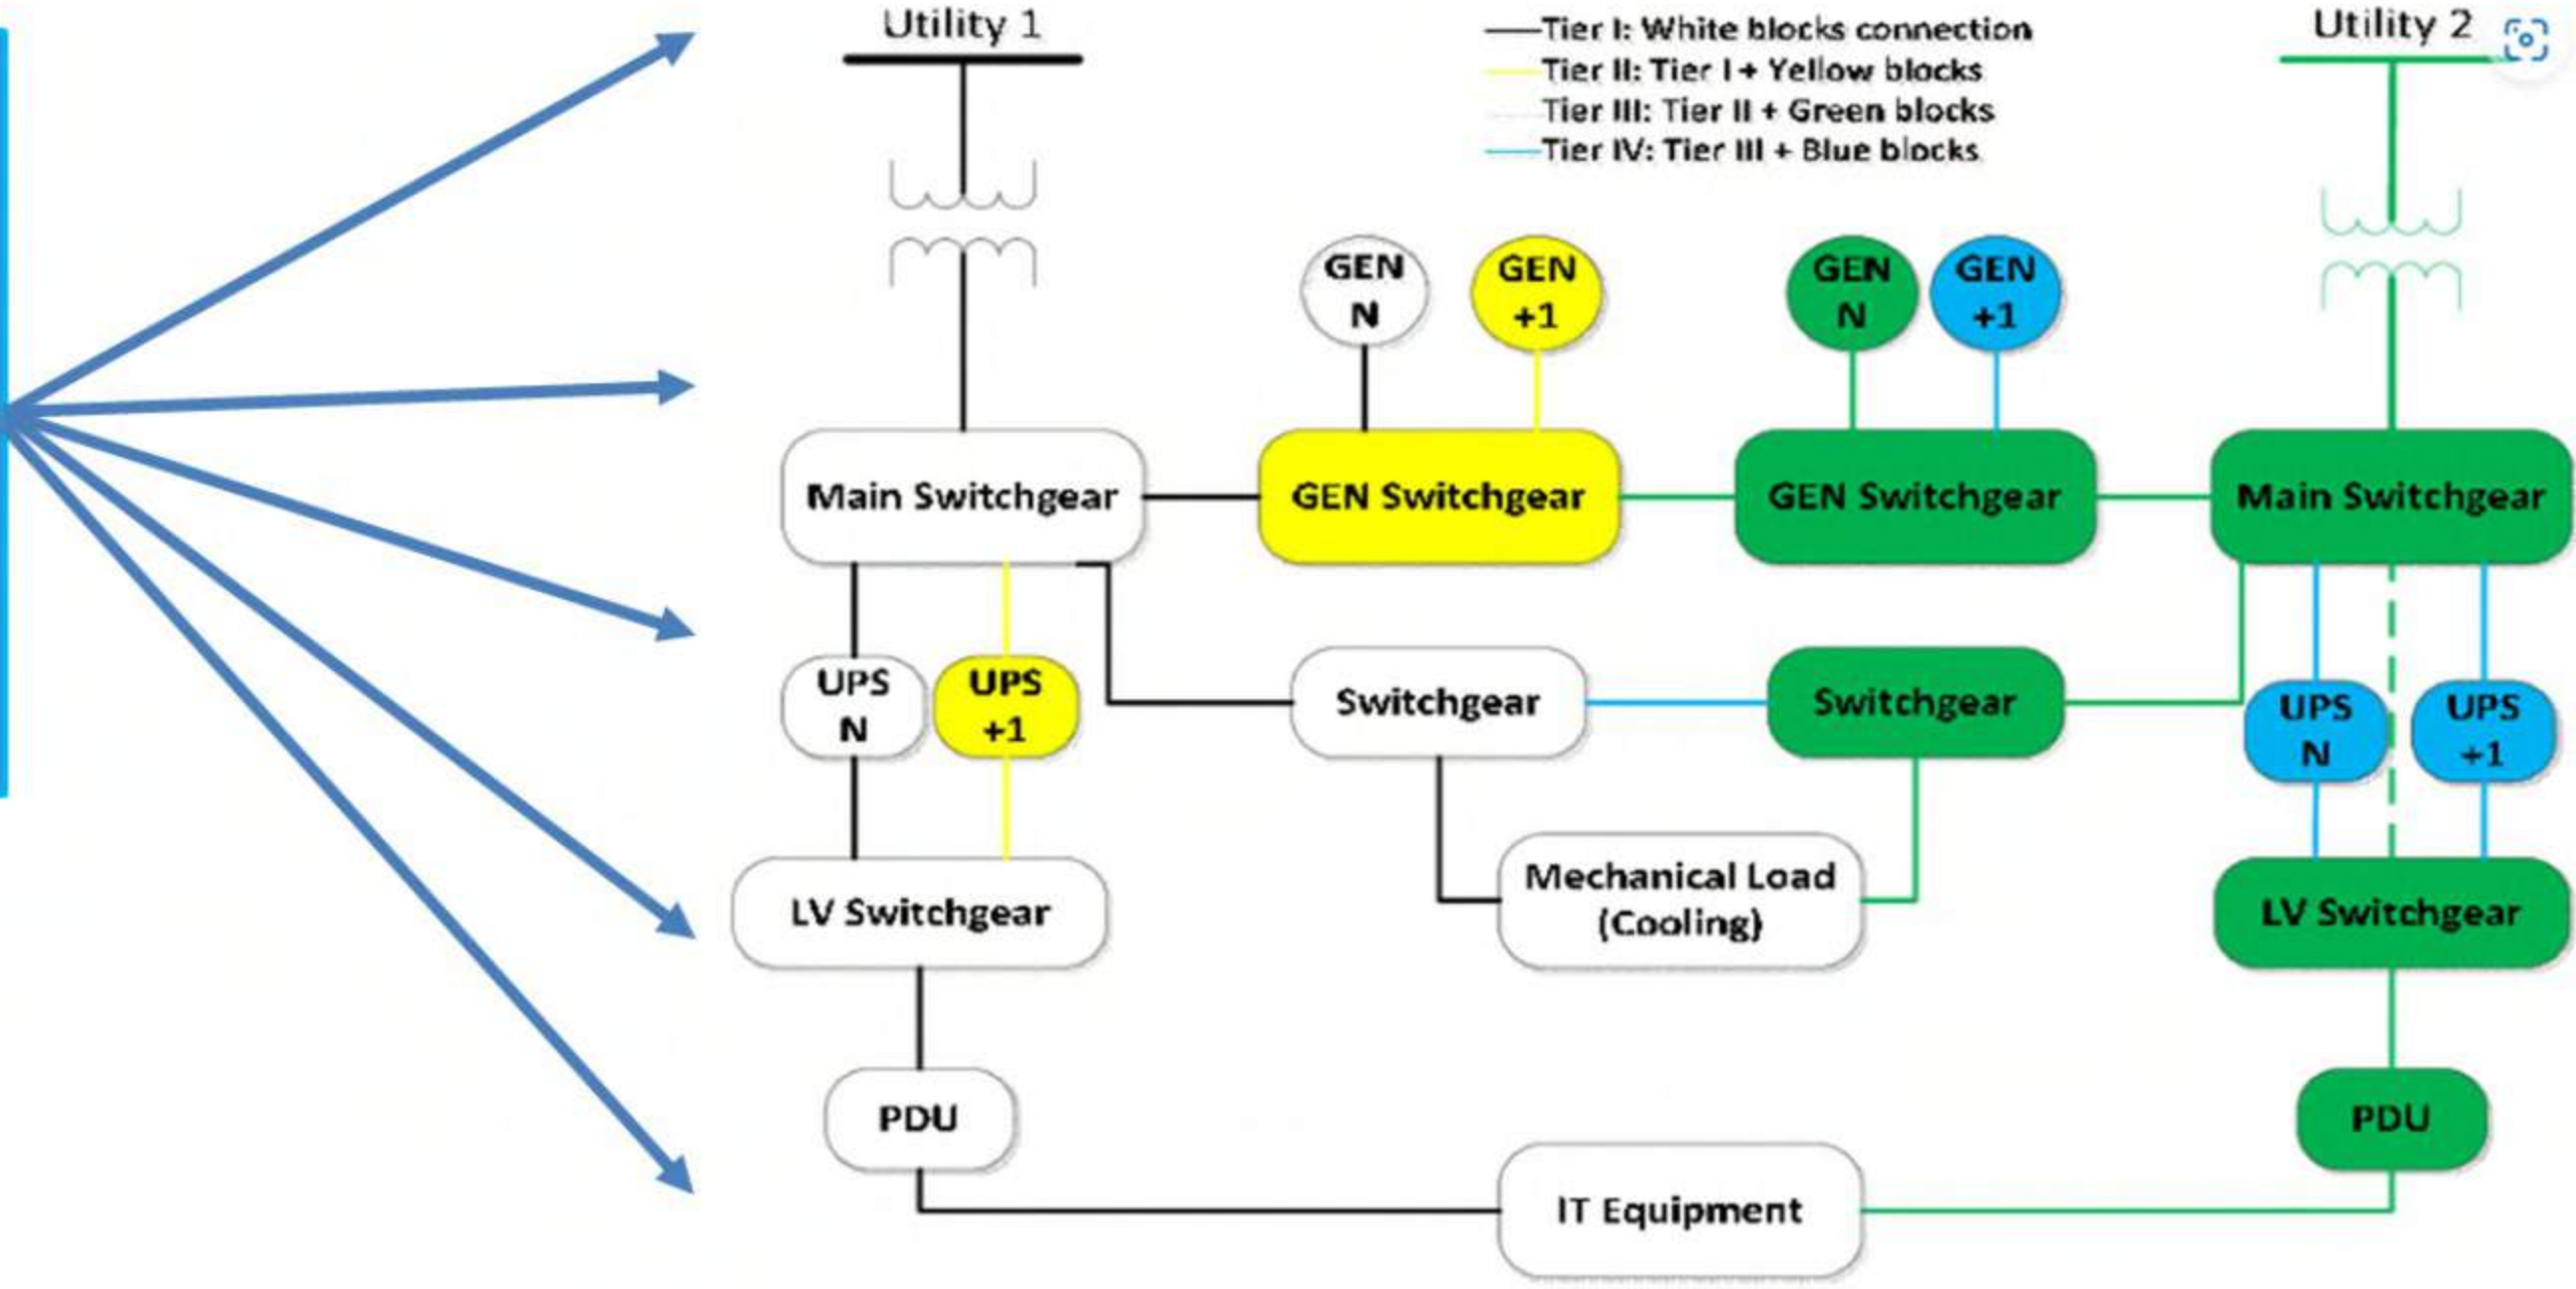 Utility 1
Tier I: White blocks connection
Tier II: Tier I + Yellow blocks
Tier III: Tier II + Green blocks
Tier IV: Tier III + Blue blocks
Utility 2
GEN
N
GEN
+1
GEN
N
GEN
+1
Main Switchgear
GEN Switchgear
GEN Switchgear
Main Switchgear
UPS
N
UPS
+1
Switchgear
Switchgear
UPS
N
UPS
+1
LV Switchgear
Mechanical Load
(Cooling)
LV Switchgear
PDU
PDU
IT Equipment